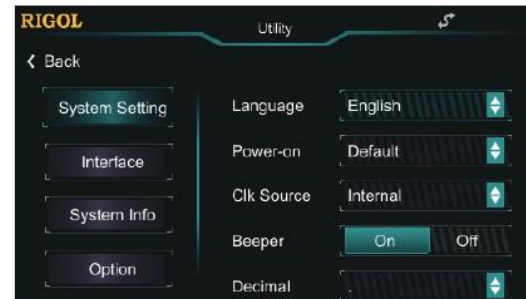 RIGOL
Utility
Back
System Setting
Interface
System Info
Option
Language English
Power-on Default
Clk Source Internal
Beeper On Off
Decimal .